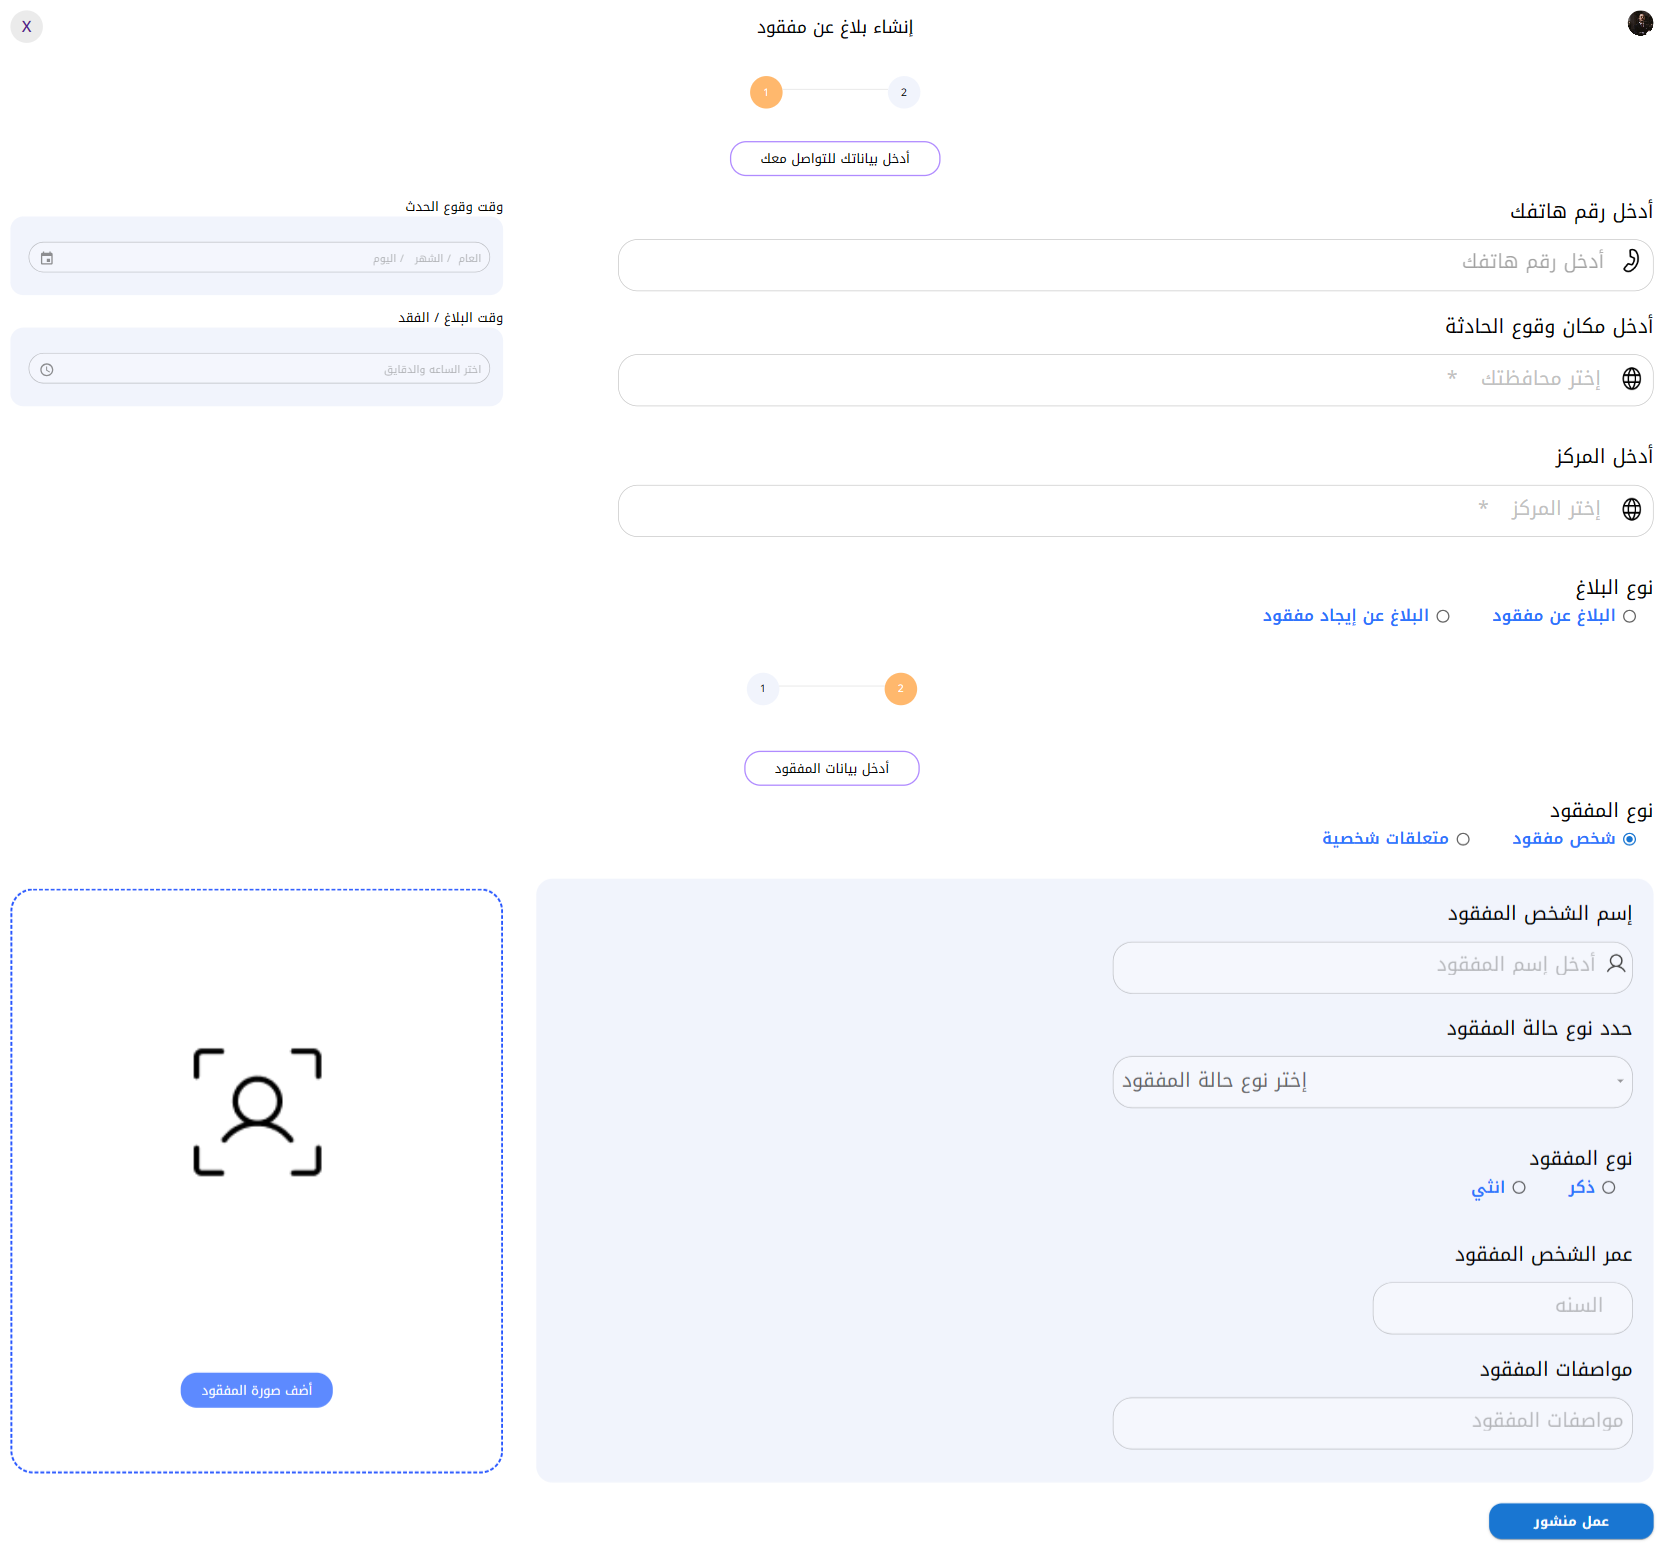 إنشاء بلاغ عن مفقود
X
1
2
أدخل بياناتك للتواصل معك
أدخل رقم هاتفك
أدخل رقم هاتفك
أدخل مكان وقوع الحادثة
إختر محافظتك *
أدخل المركز
إختر المركز *
وقت وقوع الحدث
العام / الشهر / اليوم
وقت البلاغ / الفقد
اختر الساعه والدقايق
نوع البلاغ
البلاغ عن مفقود
البلاغ عن إيجاد مفقود
1
2
أدخل بيانات المفقود
نوع المفقود
شخص مفقود
متعلقات شخصية
إسم الشخص المفقود
أدخل إسم المفقود
حدد نوع حالة المفقود
إختر نوع حالة المفقود
نوع المفقود
ذكر
انثي
عمر الشخص المفقود
السنه
مواصفات المفقود
مواصفات المفقود
أضف صورة المفقود
عمل منشور